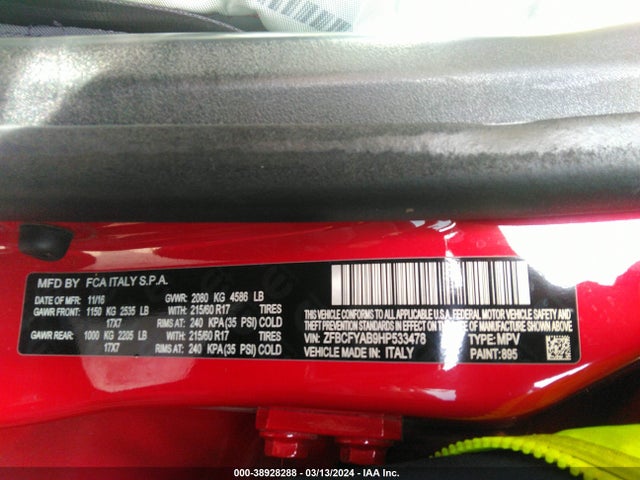 MFD BY FCA ITALY S.P.A.
DATE OF MFR: 11/16 GVWR: 2080 KG 4586 LB
GAWR FRONT: 1150 KG 2535 LB WITH: 215/60 R17 TIRES
17X7 RIMS AT: 240 KPA (35 PSI) COLD
GAWR REAR: 1000 KG 2205 LB WITH: 215/60 R17 TIRES
17X7 RIMS AT: 240 KPA (35 PSI) COLD
THIS VEHICLE CONFORMS TO ALL APPLICABLE U.S.A. FEDERAL MOTOR VEHICLE
SAFETY, BUMPER, AND THEFT PREVENTION STANDARDS IN EFFECT ON THE DATE OF MANUFACTURE SHOWN ABOVE
VIN: ZFBCFYAB9HP533478 TYPE: MPV
VEHICLE MADE IN: ITALY PAINT: 895
000-38928288 - 03/13/2024 - IAA Inc.